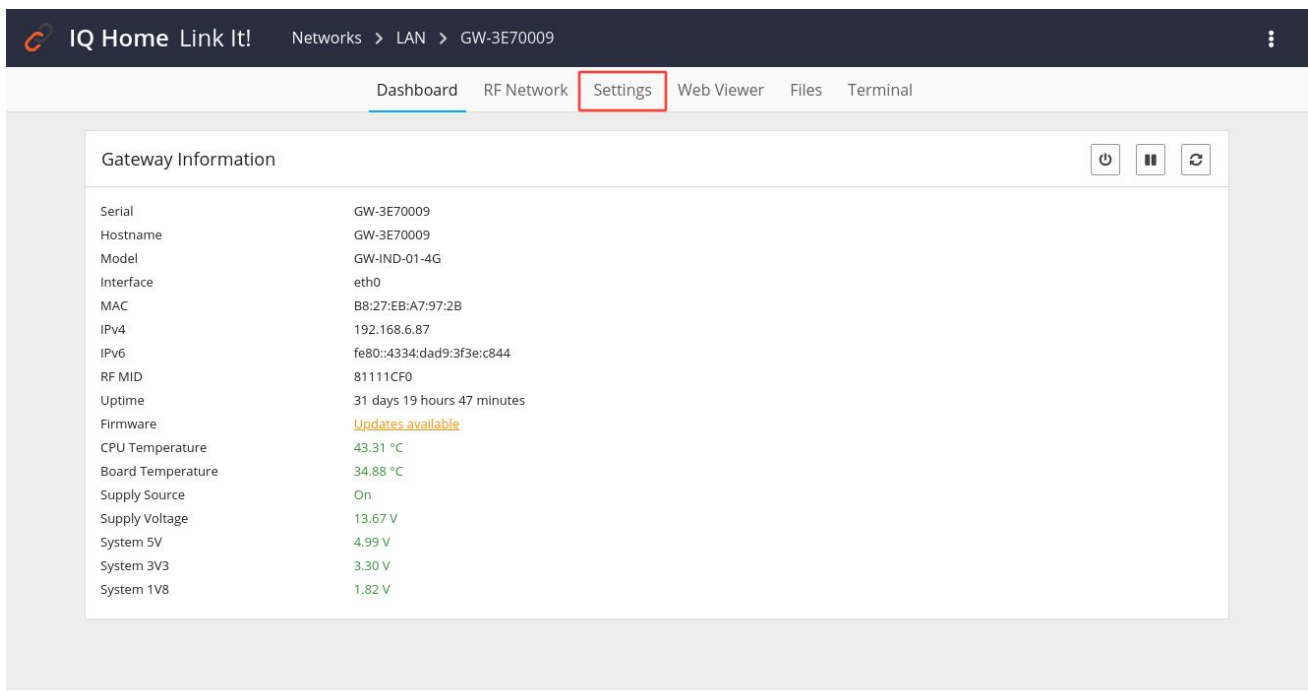 IQ Home Link It! Networks > LAN > GW-3E70009
Dashboard RF Network Settings Web Viewer Files Terminal
Gateway Information
Serial GW-3E70009
Hostname GW-3E70009
Model GW-IND-01-4G
Interface eth0
MAC B8:27:EB:A7:97:2B
IPv4 192.168.6.87
IPv6 fe80::4334:dad9:3f3e:c844
RF MID 81111CF0
Uptime 31 days 19 hours 47 minutes
Firmware Updates available
CPU Temperature 43.31 °C
Board Temperature 34.88 °C
Supply Source On
Supply Voltage 13.67 V
System 5V 4.99 V
System 3V3 3.30 V
System 1V8 1.82 V